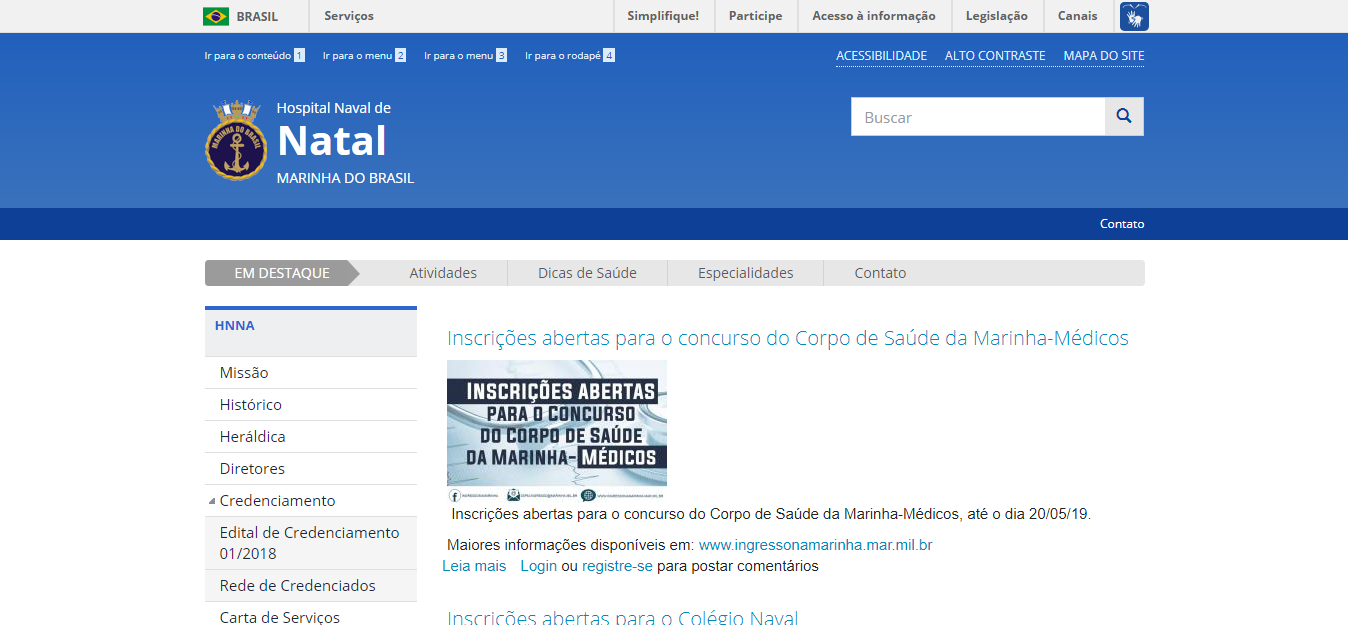 BRASIL
Serviços
Simplifique!
Participe
Acesso à informação
Legislação
Canais
Ir para o conteúdo 1
Ir para o menu 2
Ir para o menu 3
Ir para o rodapé 4
ACESSIBILIDADE
ALTO CONTRASTE
MAPA DO SITE
MARINHA DO BRASIL
Hospital Naval de
Natal
MARINHA DO BRASIL
Buscar
Contato
EM DESTAQUE
Atividades
Dicas de Saúde
Especialidades
Contato
HNNA
Missão
Histórico
Heráldica
Diretores
Credenciamento
Edital de Credenciamento
01/2018
Rede de Credenciados
Carta de Serviços
Inscrições abertas para o concurso do Corpo de Saúde da Marinha-Médicos
INSCRIÇÕES ABERTAS
PARA O CONCURSO
DO CORPO DE SAÚDE
DA MARINHA-MÉDICOS
Inscrições abertas para o concurso do Corpo de Saúde da Marinha-Médicos, até o dia 20/05/19.
Maiores informações disponíveis em: www.ingressonamarinha.mar.mil.br
Leia mais Login ou registre-se para postar comentários
Inscrições abertas para o Colégio Naval